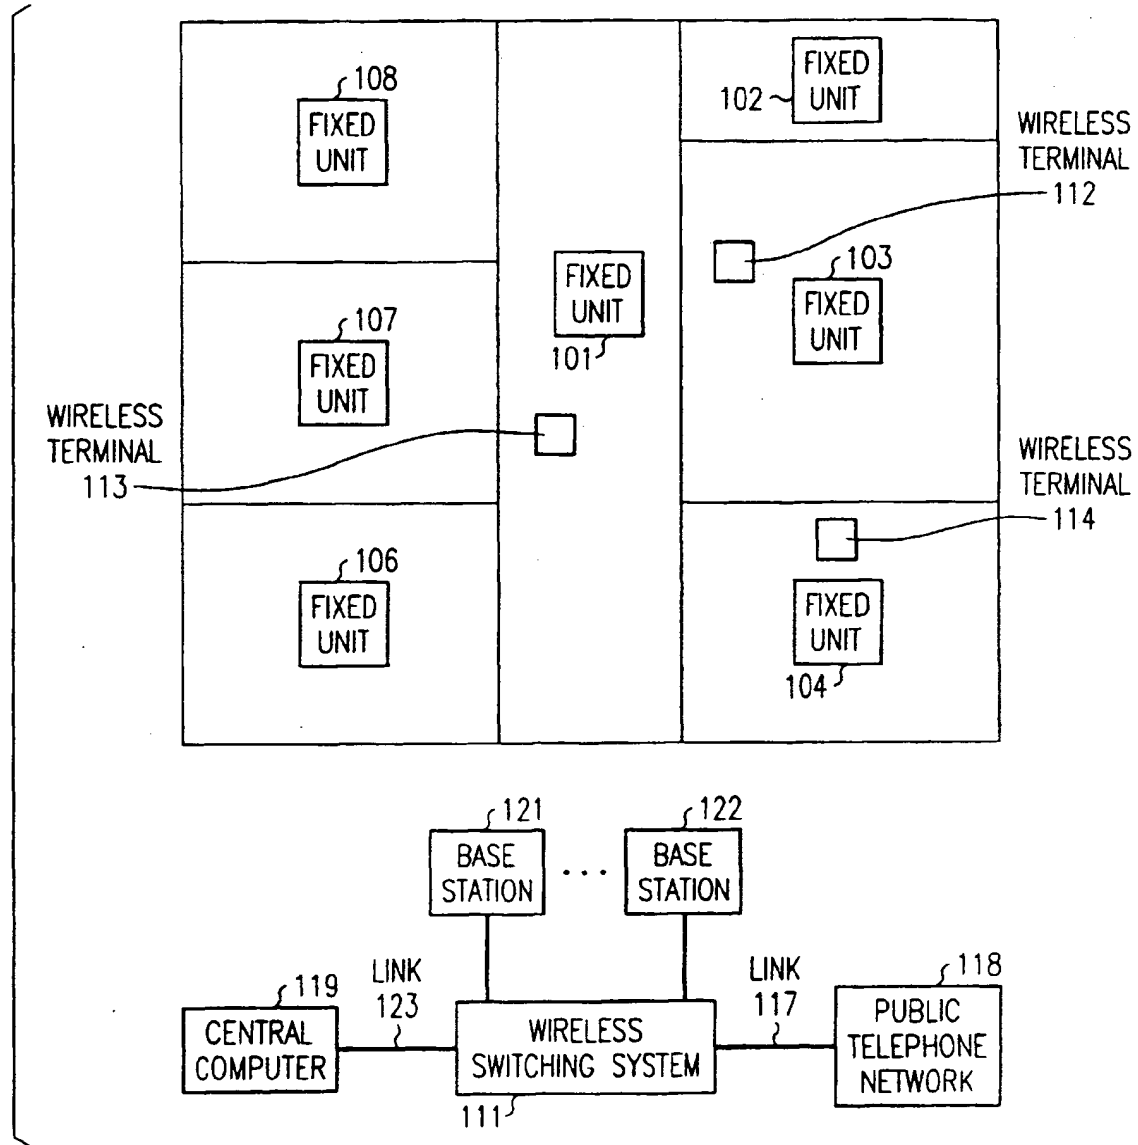 108
FIXED
UNIT
FIXED
UNIT
102
WIRELESS
TERMINAL
112
107
FIXED
UNIT
FIXED
UNIT
101
103
FIXED
UNIT
WIRELESS
TERMINAL
113
WIRELESS
TERMINAL
114
106
FIXED
UNIT
FIXED
UNIT
104
121
BASE
STATION
...
122
BASE
STATION
119
CENTRAL
COMPUTER
LINK
123
WIRELESS
SWITCHING SYSTEM
111
LINK
117
118
PUBLIC
TELEPHONE
NETWORK